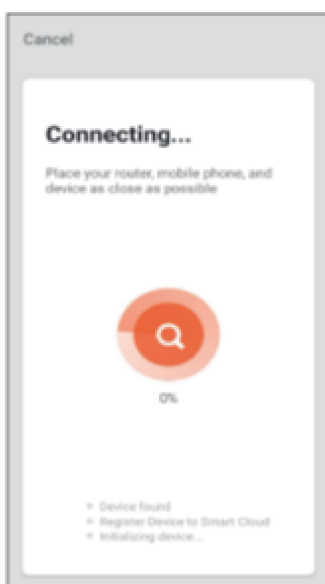 Cancel
Connecting...
Place your router, mobile phone, and
device as close as possible
0%
Device found
Register Device to Smart Cloud
Initializing device...